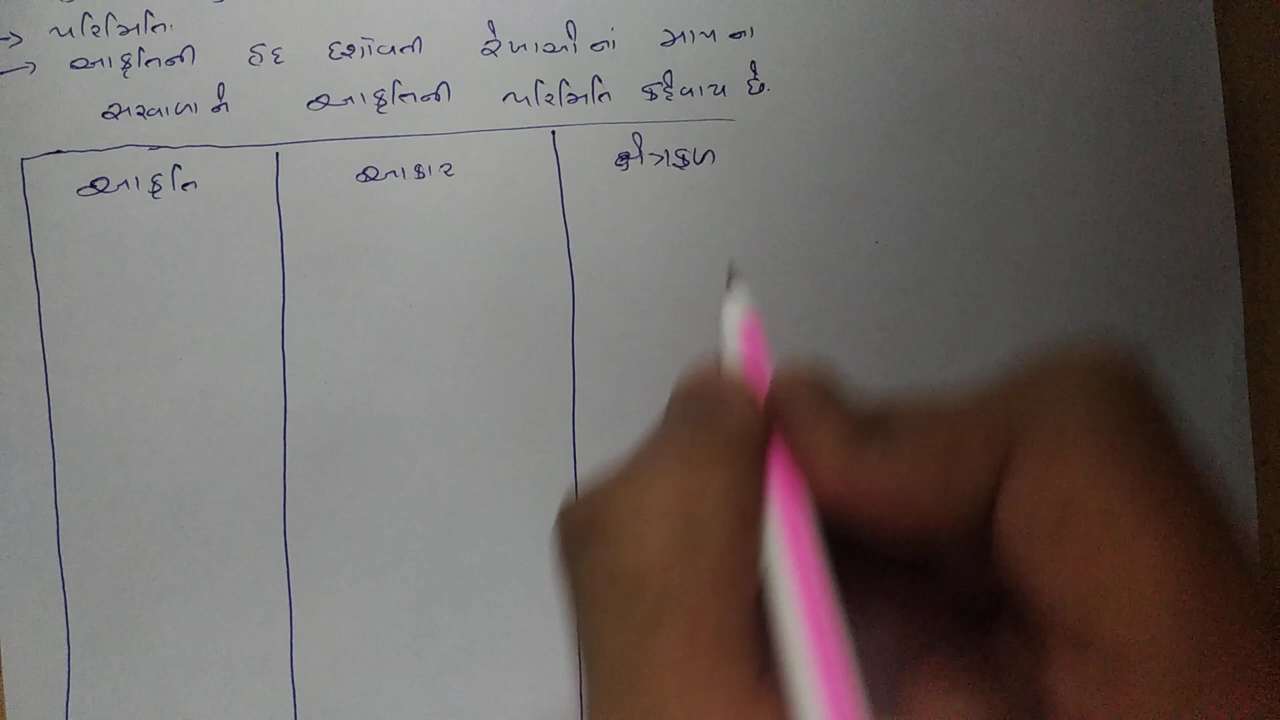 → પરિમિતિ.
→ આકૃતિની હદ દર્શાવતી રેખાઓનાં માપના
સરવાળાને આકૃતિની પરિમિતિ કહેવાય છે.
આકૃતિ આકાર ક્ષેત્રફળ